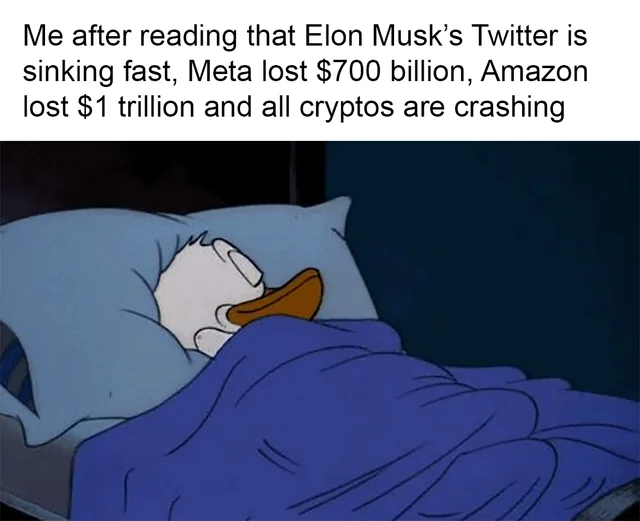 Me after reading that Elon Musk’s Twitter is
sinking fast, Meta lost $700 billion, Amazon
lost $1 trillion and all cryptos are crashing